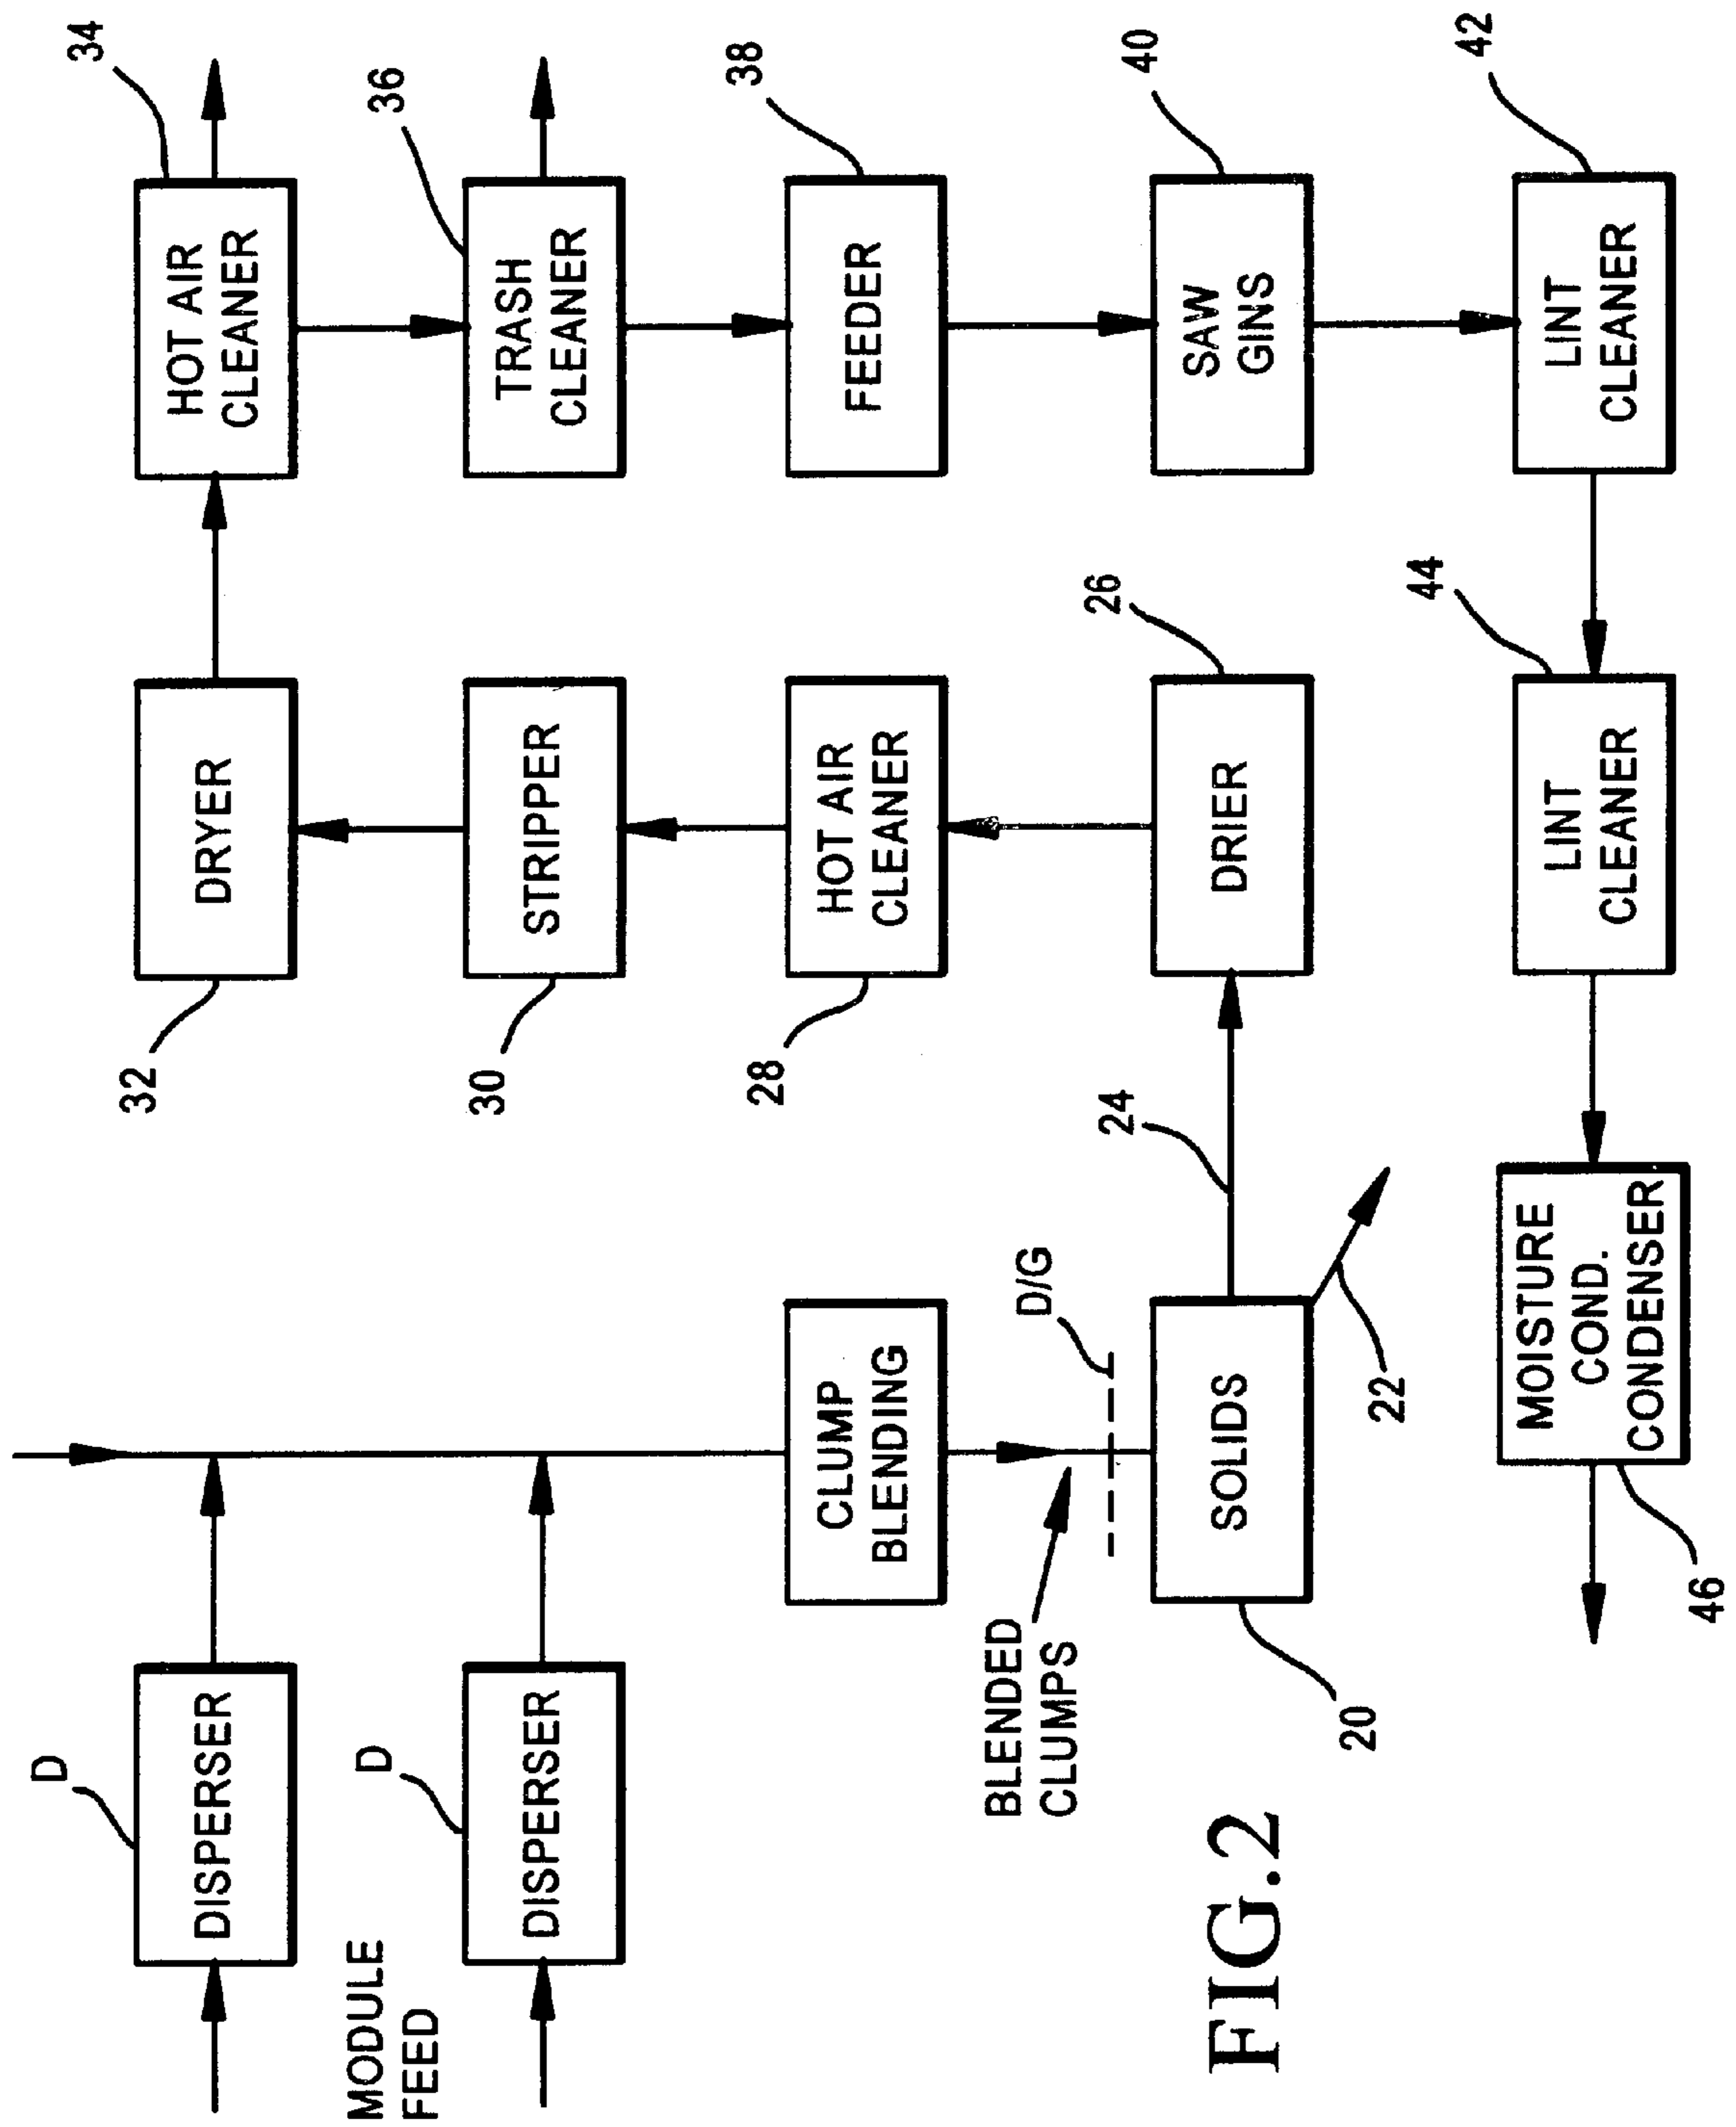 D
DISPERSER
MODULE
FEED
D
DISPERSER
CLUMP
BLENDING
BLENDED
CLUMPS
D/G
SOLIDS
20
22
24
DRIER
26
HOT AIR
CLEANER
28
STRIPPER
30
DRYER
32
HOT AIR
CLEANER
34
TRASH
CLEANER
36
FEEDER
38
SAW
GINS
40
LINT
CLEANER
42
LINT
CLEANER
44
MOISTURE
COND.
CONDENSER
46
FIG.2